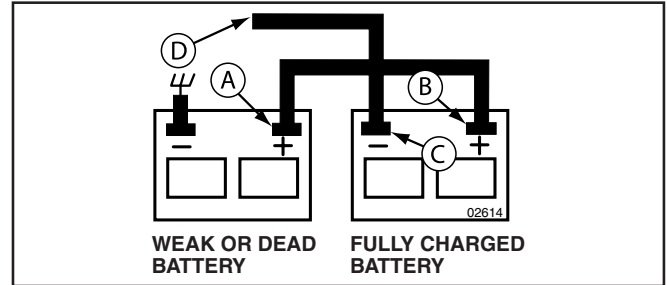 D
A
B
C
− + − +
02614
WEAK OR DEAD
BATTERY
FULLY CHARGED
BATTERY